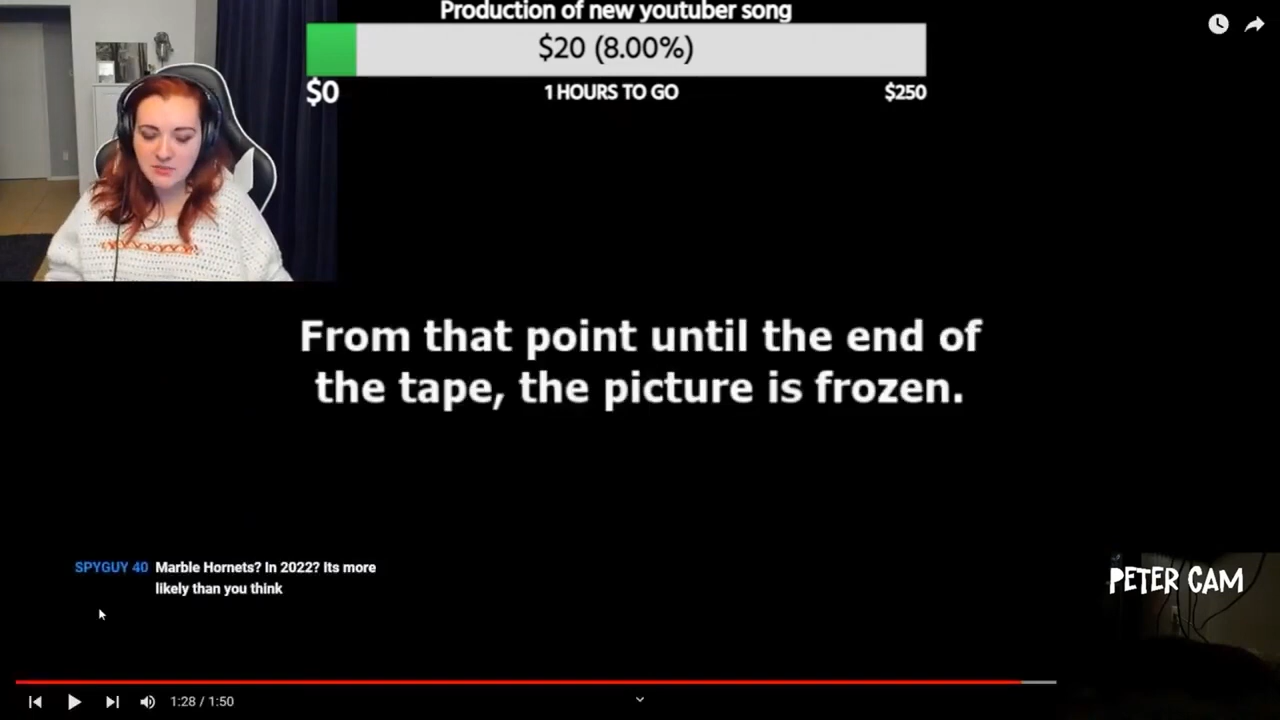 Production of new youtuber song
$20 (8.00%)
$0 1 HOURS TO GO $250
From that point until the end of
the tape, the picture is frozen.
SPYGUY 40 Marble Hornets? In 2022? Its more
likely than you think
PETER CAM
1:28 / 1:50